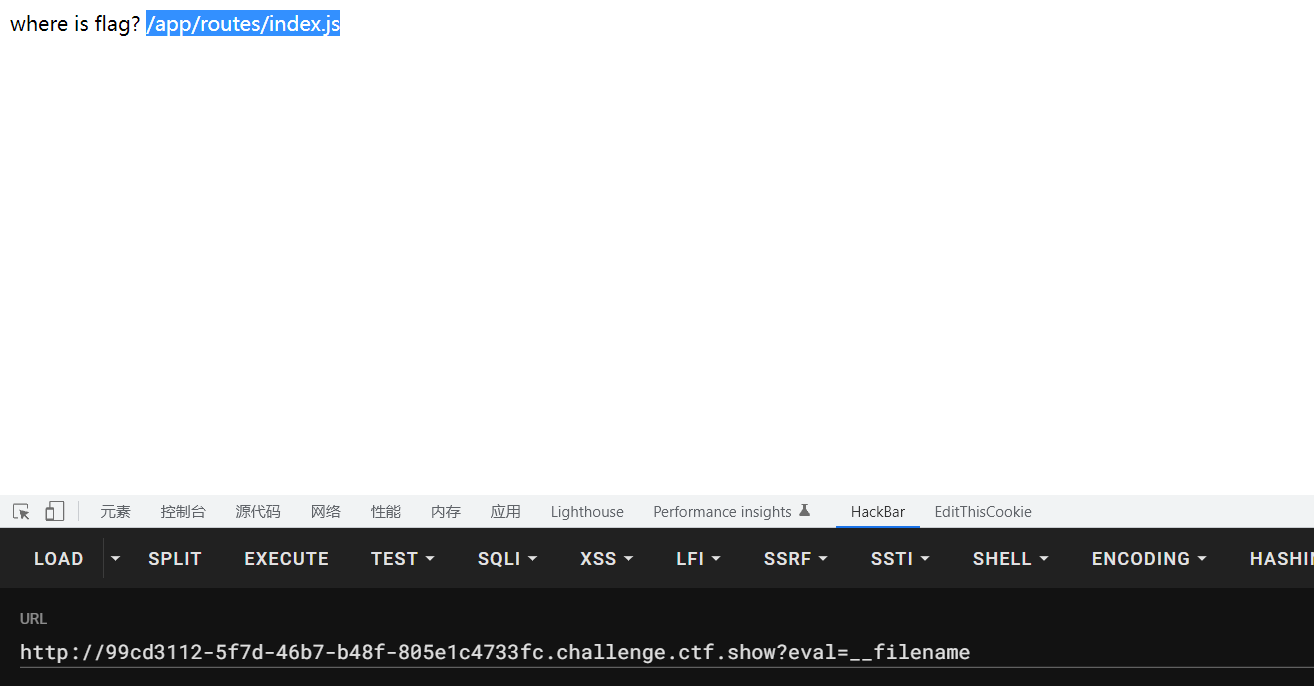 where is flag? /app/routes/index.js
元素 控制台 源代码 网络 性能 内存 应用 Lighthouse Performance insights HackBar EditThisCookie
LOAD SPLIT EXECUTE TEST SQLI XSS LFI SSRF SSTI SHELL ENCODING HASHIN
URL
http://99cd3112-5f7d-46b7-b48f-805e1c4733fc.challenge.ctf.show?eval=__filename